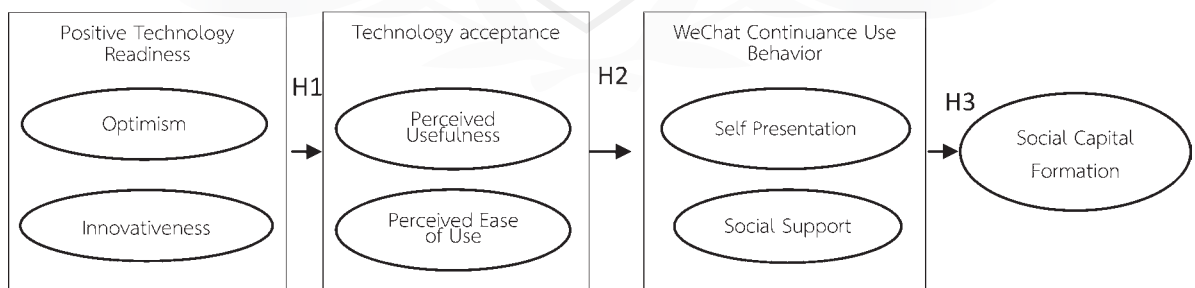 Positive Technology
Readiness
Optimism
Innovativeness
H1
Technology acceptance
Perceived
Usefulness
Perceived Ease
of Use
H2
WeChat Continuance Use
Behavior
Self Presentation
Social Support
H3
Social Capital
Formation